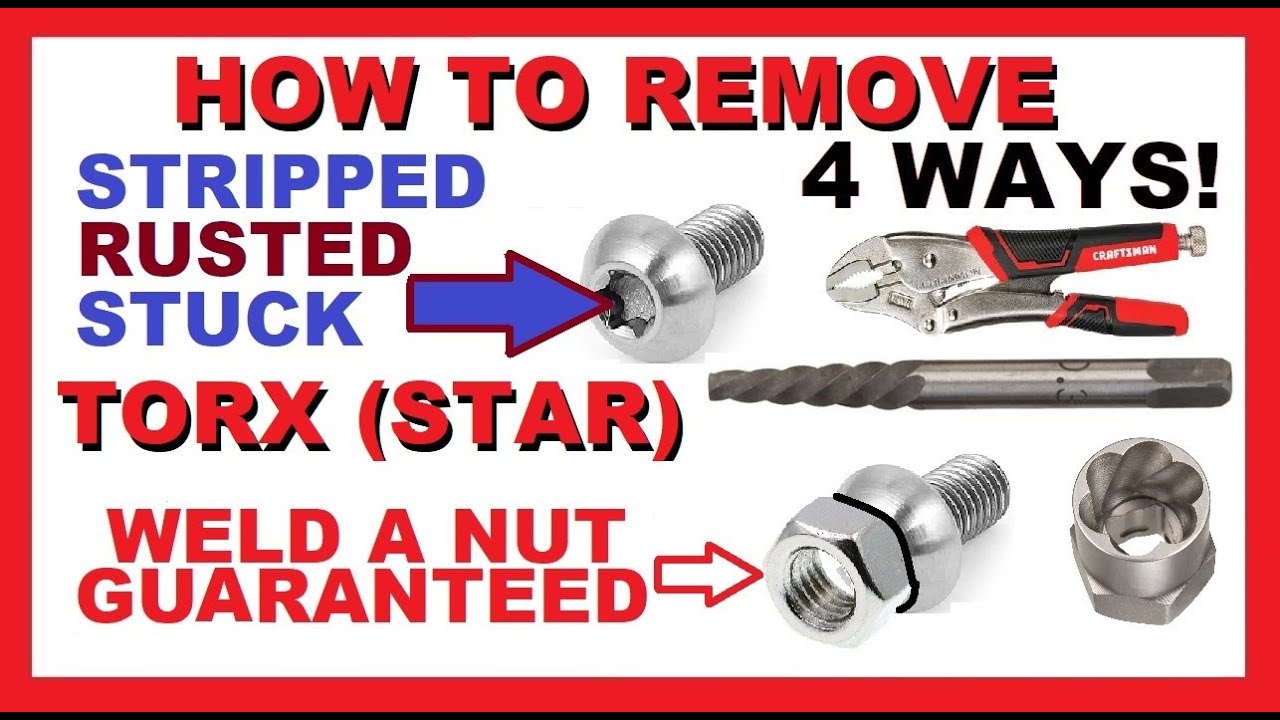 HOW TO REMOVE
4 WAYS!
STRIPPED
RUSTED
STUCK
CRAFTSMAN
TORX (STAR)
WELD A NUT
GUARANTEED